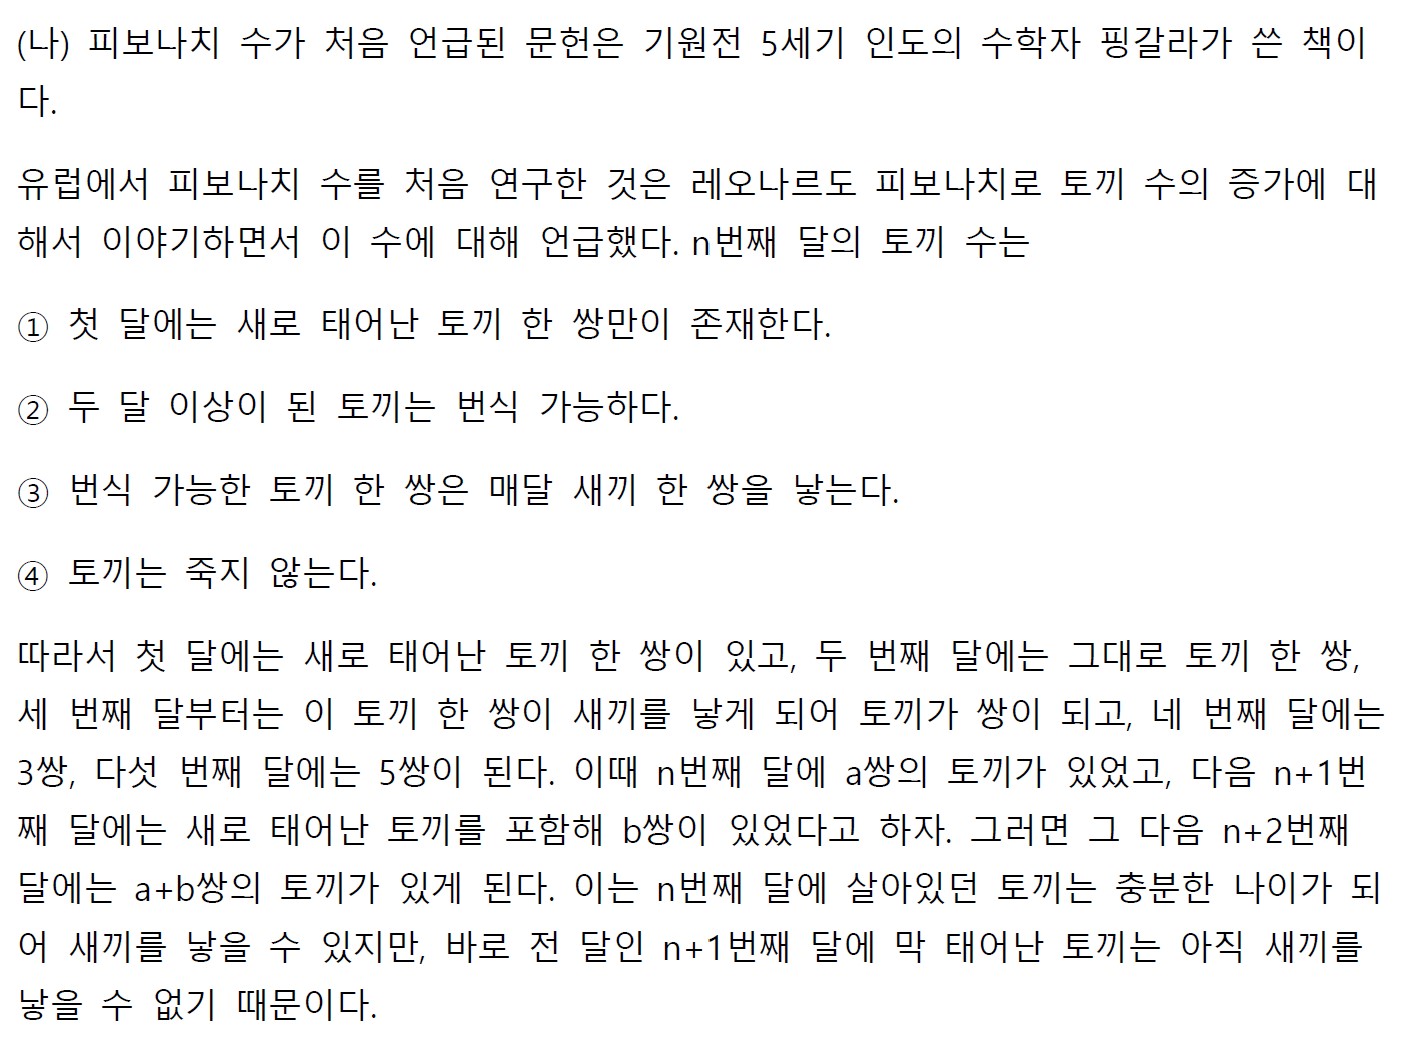 (나) 피보나치 수가 처음 언급된 문헌은 기원전 5세기 인도의 수학자 핑갈라가 쓴 책이
다.
유럽에서 피보나치 수를 처음 연구한 것은 레오나르도 피보나치로 토끼 수의 증가에 대
해서 이야기하면서 이 수에 대해 언급했다. n번째 달의 토끼 수는
① 첫 달에는 새로 태어난 토끼 한 쌍만이 존재한다.
② 두 달 이상이 된 토끼는 번식 가능하다.
③ 번식 가능한 토끼 한 쌍은 매달 새끼 한 쌍을 낳는다.
④ 토끼는 죽지 않는다.
따라서 첫 달에는 새로 태어난 토끼 한 쌍이 있고, 두 번째 달에는 그대로 토끼 한 쌍,
세 번째 달부터는 이 토끼 한 쌍이 새끼를 낳게 되어 토끼가 쌍이 되고, 네 번째 달에는
3쌍, 다섯 번째 달에는 5쌍이 된다. 이때 n번째 달에 a쌍의 토끼가 있었고, 다음 n+1번
째 달에는 새로 태어난 토끼를 포함해 b쌍이 있었다고 하자. 그러면 그 다음 n+2번째
달에는 a+b쌍의 토끼가 있게 된다. 이는 n번째 달에 살아있던 토끼는 충분한 나이가 되
어 새끼를 낳을 수 있지만, 바로 전 달인 n+1번째 달에 막 태어난 토끼는 아직 새끼를
낳을 수 없기 때문이다.